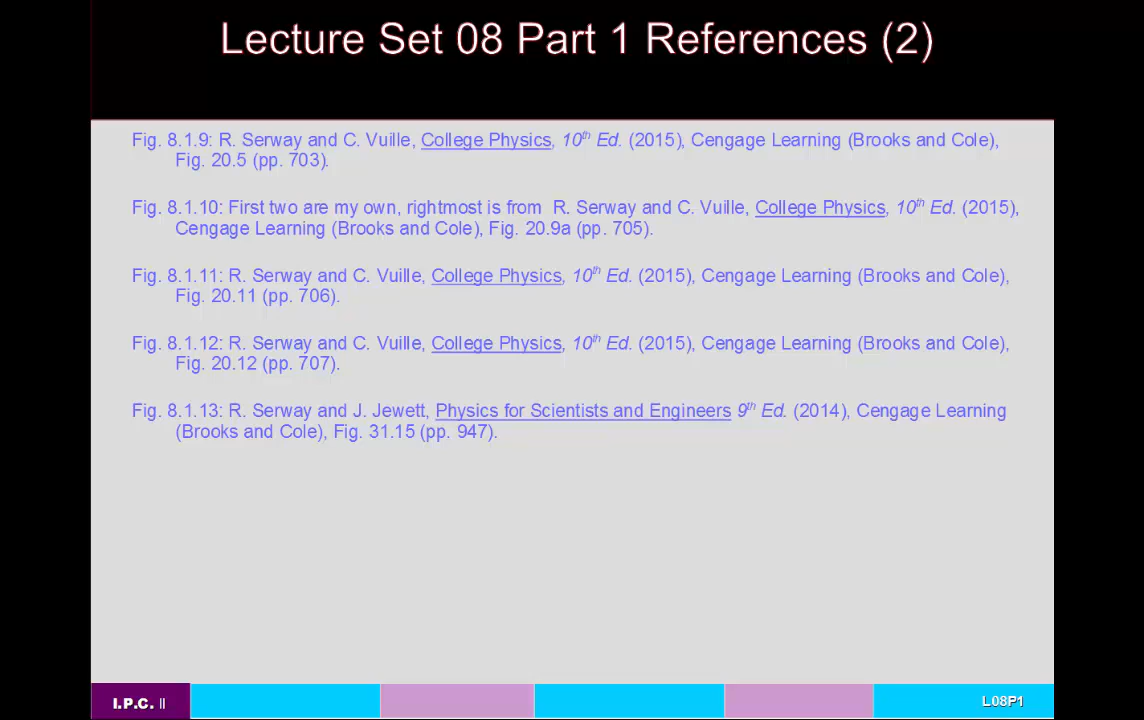 Lecture Set 08 Part 1 References (2)
Fig. 8.1.9: R. Serway and C. Vuille, College Physics, 10th Ed. (2015), Cengage Learning (Brooks and Cole),
Fig. 20.5 (pp. 703).
Fig. 8.1.10: First two are my own, rightmost is from R. Serway and C. Vuille, College Physics, 10th Ed. (2015),
Cengage Learning (Brooks and Cole), Fig. 20.9a (pp. 705).
Fig. 8.1.11: R. Serway and C. Vuille, College Physics, 10th Ed. (2015), Cengage Learning (Brooks and Cole),
Fig. 20.11 (pp. 706).
Fig. 8.1.12: R. Serway and C. Vuille, College Physics, 10th Ed. (2015), Cengage Learning (Brooks and Cole),
Fig. 20.12 (pp. 707).
Fig. 8.1.13: R. Serway and J. Jewett, Physics for Scientists and Engineers 9th Ed. (2014), Cengage Learning
(Brooks and Cole), Fig. 31.15 (pp. 947).
I.P.C. II
L08P1